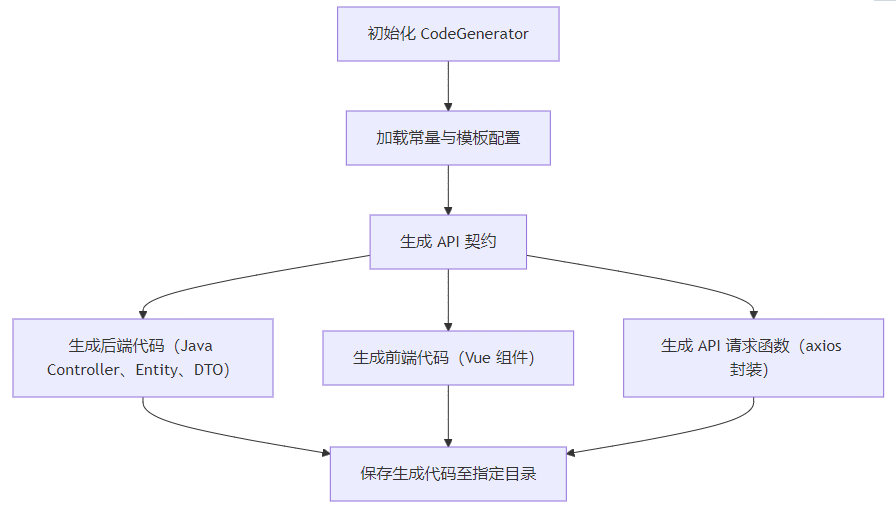 初始化 CodeGenerator
加载常量与模板配置
生成 API 契约
生成后端代码（Java
Controller、Entity、DTO）
生成前端代码（Vue 组件）
生成 API 请求函数（axios
封装）
保存生成代码至指定目录